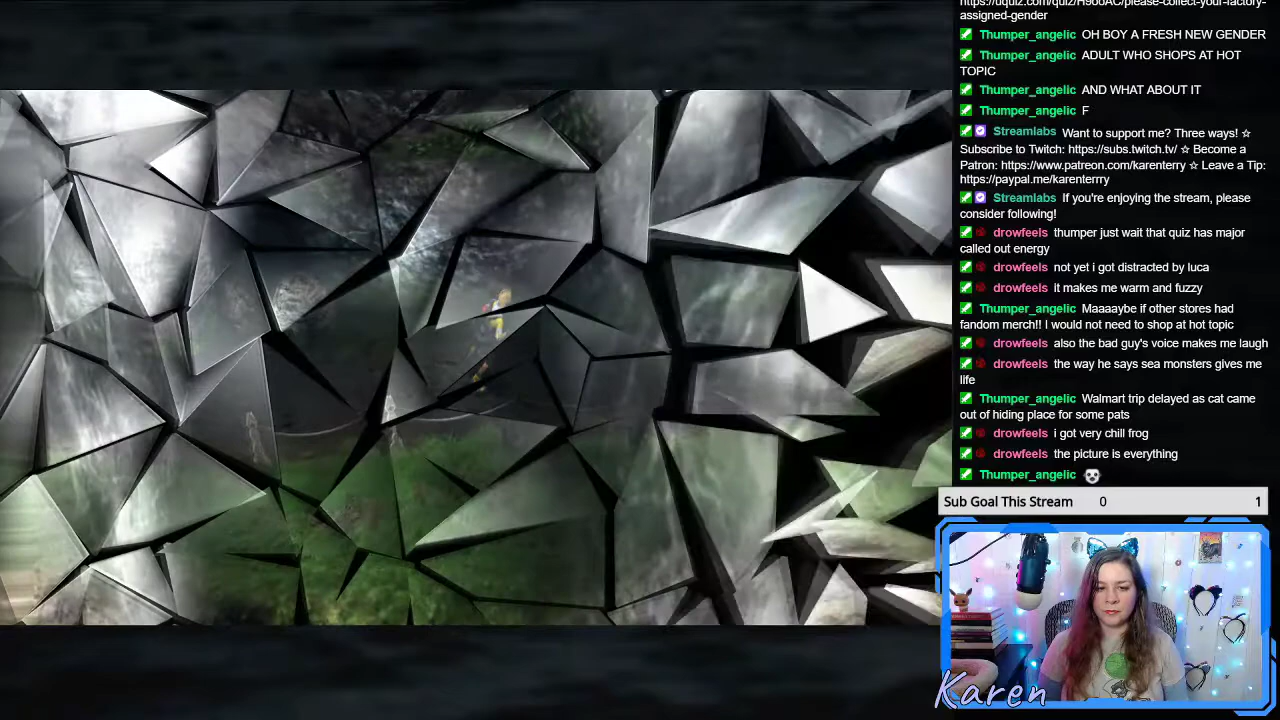 https://uquiz.com/quiz/H9o6AC/please-collect-your-factory-
assigned-gender
Thumper_angelic OH BOY A FRESH NEW GENDER
Thumper_angelic ADULT WHO SHOPS AT HOT
TOPIC
Thumper_angelic AND WHAT ABOUT IT
Thumper_angelic F
Streamlabs Want to support me? Three ways! ☆
Subscribe to Twitch: https://subs.twitch.tv/ ☆ Become a
Patron: https://www.patreon.com/karenterry ☆ Leave a Tip:
https://paypal.me/karenterrry
Streamlabs If you're enjoying the stream, please
consider following!
drowfeels thumper just wait that quiz has major
called out energy
drowfeels not yet i got distracted by luca
drowfeels it makes me warm and fuzzy
Thumper_angelic Maaaaybe if other stores had
fandom merch!! I would not need to shop at hot topic
drowfeels also the bad guy's voice makes me laugh
drowfeels the way he says sea monsters gives me
life
Thumper_angelic Walmart trip delayed as cat came
out of hiding place for some pats
drowfeels i got very chill frog
drowfeels the picture is everything
Thumper_angelic
Sub Goal This Stream 0 1
Karen